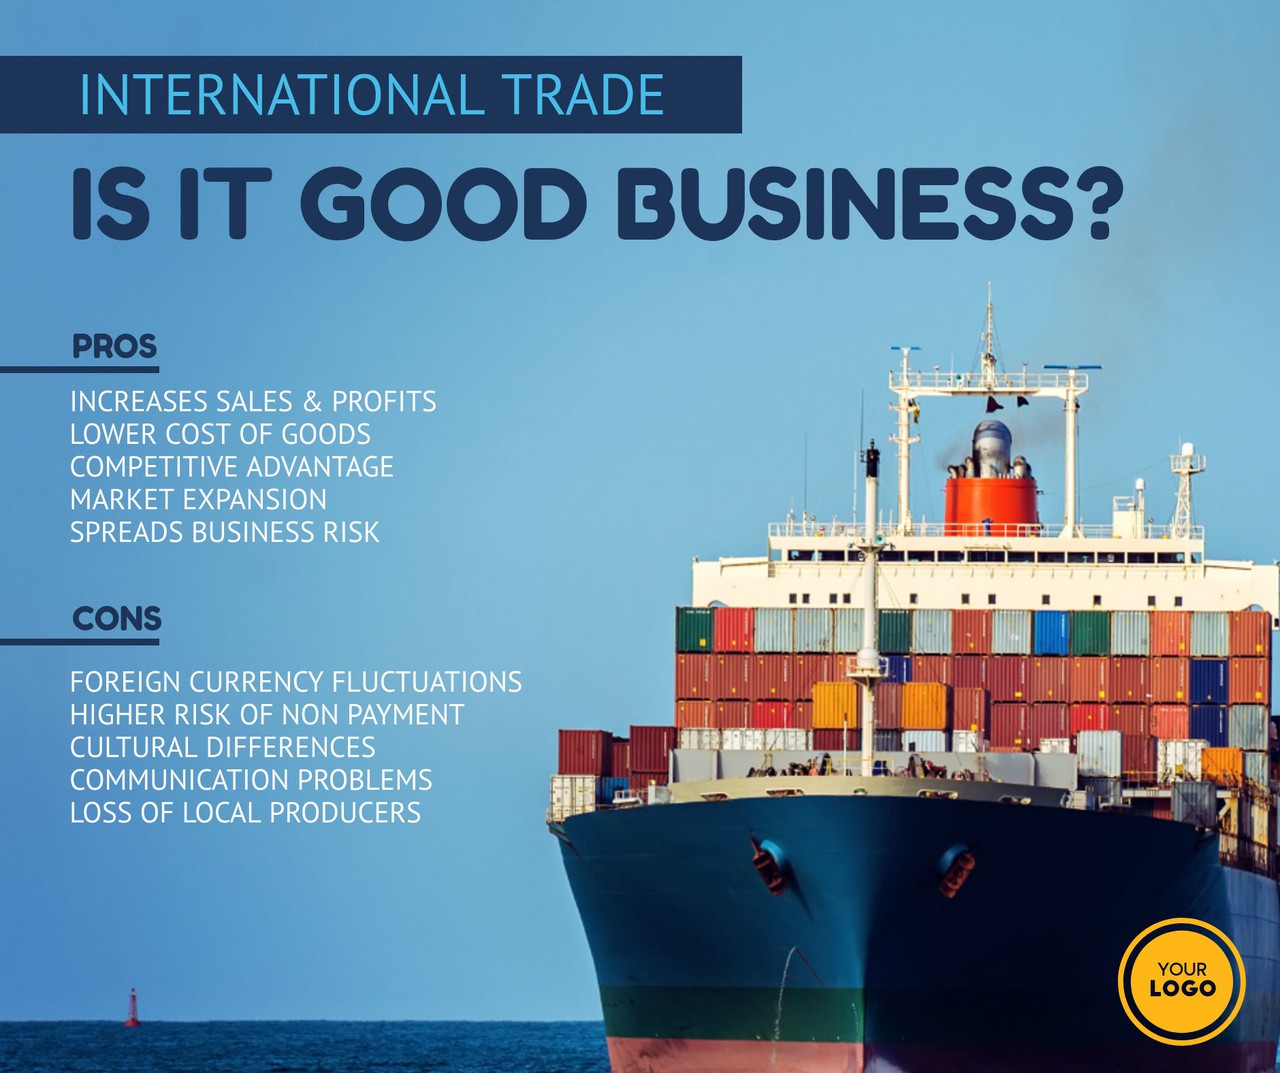 INTERNATIONAL TRADE
IS IT GOOD BUSINESS?
PROS
INCREASES SALES & PROFITS
LOWER COST OF GOODS
COMPETITIVE ADVANTAGE
MARKET EXPANSION
SPREADS BUSINESS RISK
CONS
FOREIGN CURRENCY FLUCTUATIONS
HIGHER RISK OF NON PAYMENT
CULTURAL DIFFERENCES
COMMUNICATION PROBLEMS
LOSS OF LOCAL PRODUCERS
YOUR
LOGO